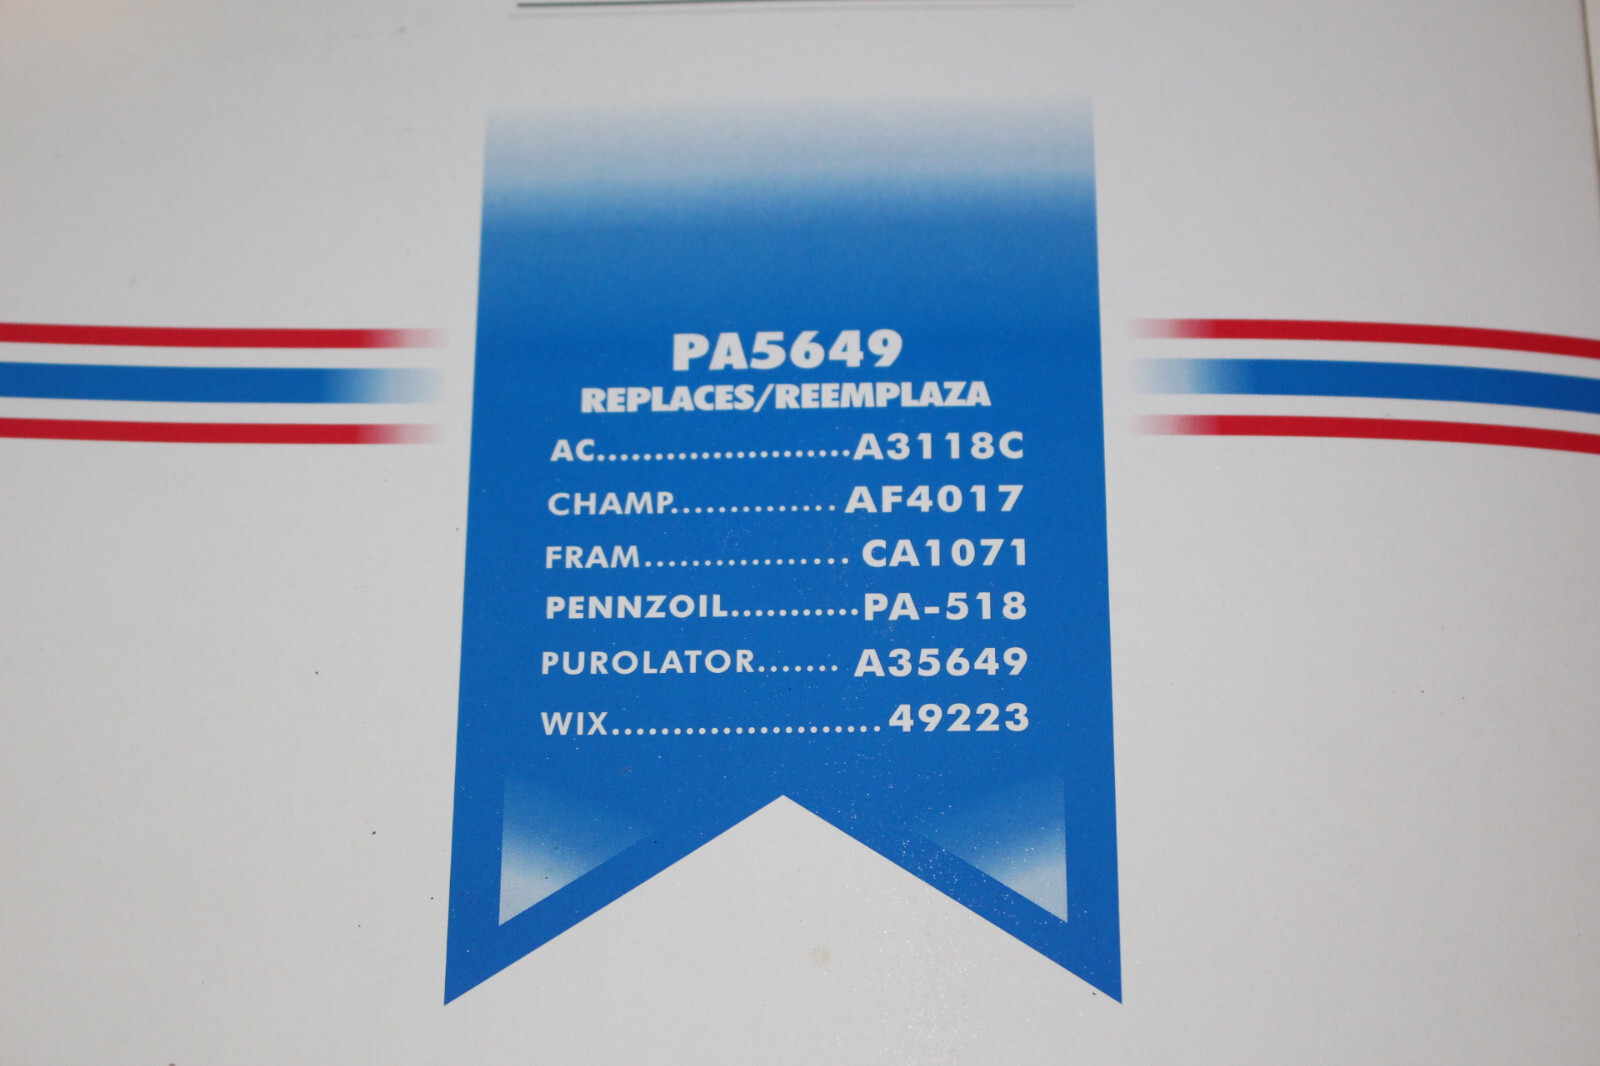 PA5649
REPLACES/REEMPLAZA
AC......................A3118C
CHAMP.............. AF4017
FRAM................. CA1071
PENNZOIL...........PA-518
PUROLATOR....... A35649
WIX......................49223